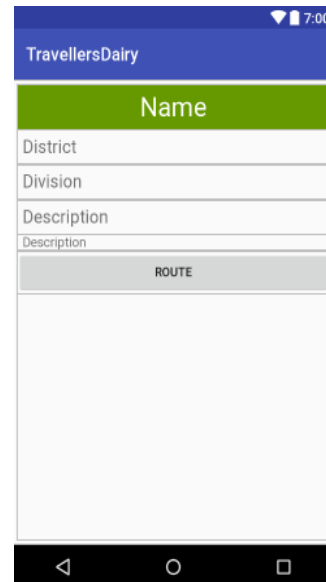 7:00
TravellersDairy
Name
District
Division
Description
Description
ROUTE